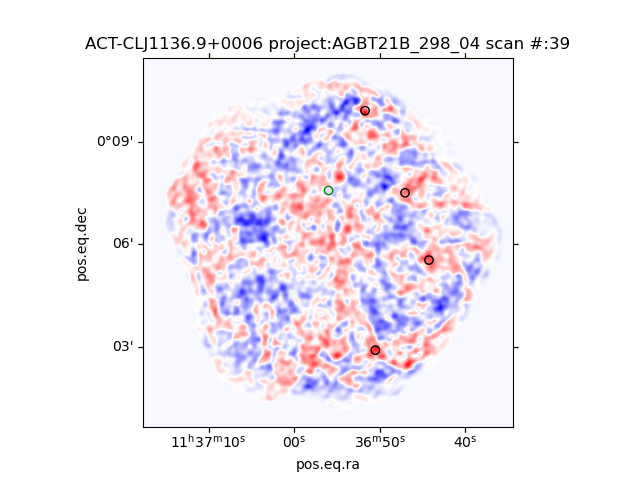 ACT-CLJ1136.9+0006 project:AGBT21B_298_04 scan #:39
0°09'
06'
03'
pos.eq.dec
11ʰ37ᵐ10ˢ 00ˢ 36ᵐ50ˢ 40ˢ
pos.eq.ra